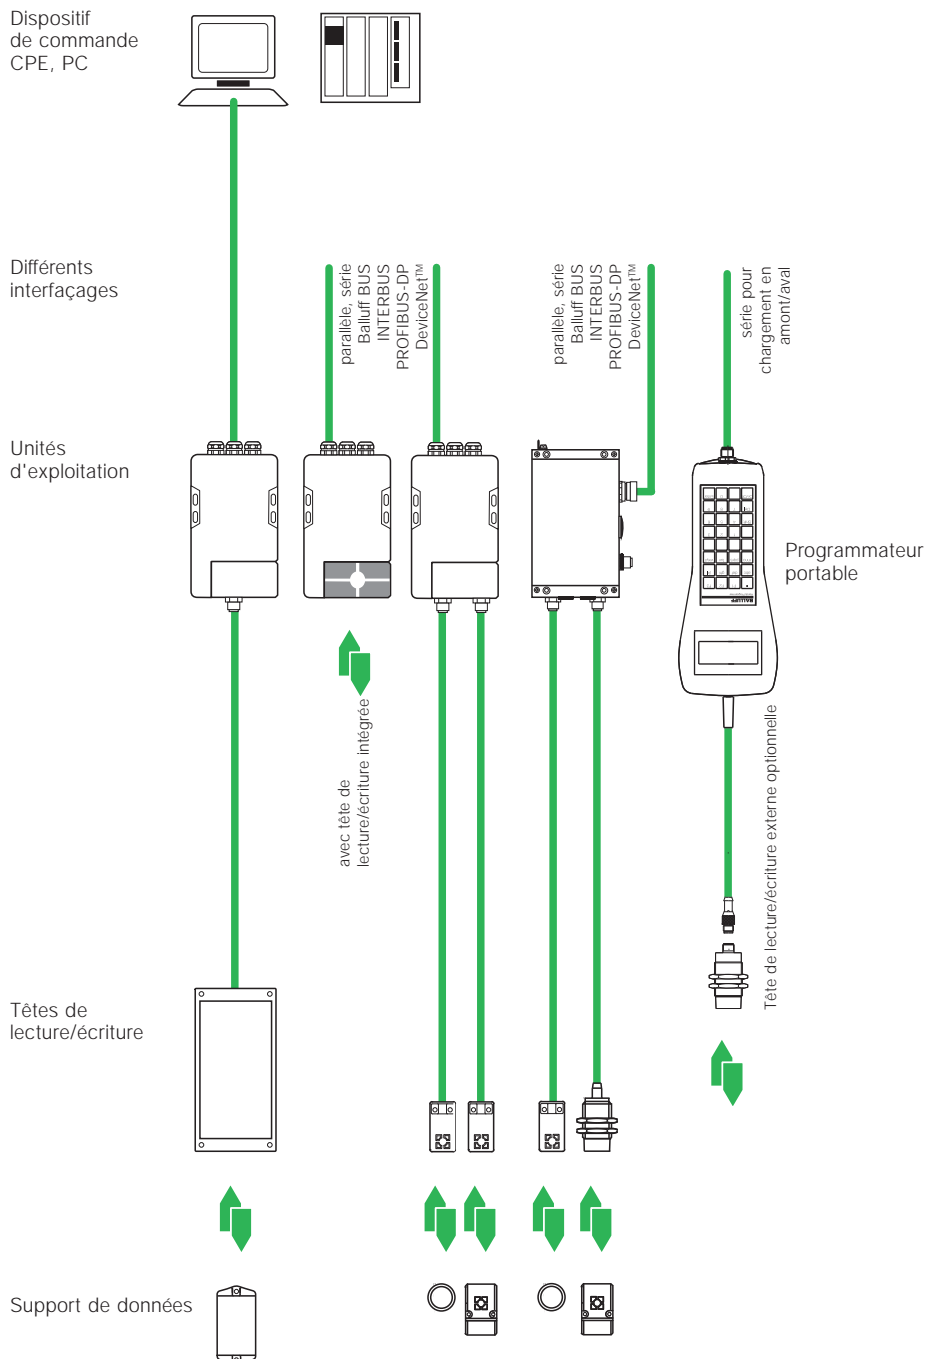 Dispositif
de commande
CPE, PC
Différents
interfaçages
parallèle, série
Balluff BUS
INTERBUS
PROFIBUS-DP
DeviceNet™
parallèle, série
Balluff BUS
INTERBUS
PROFIBUS-DP
DeviceNet™
série pour
chargement en
amont/aval
Unités
d'exploitation
BALLUFF
Programmateur
portable
avec tête de
lecture/écriture intégrée
Tête de lecture/écriture externe optionnelle
Têtes de
lecture/écriture
Support de données